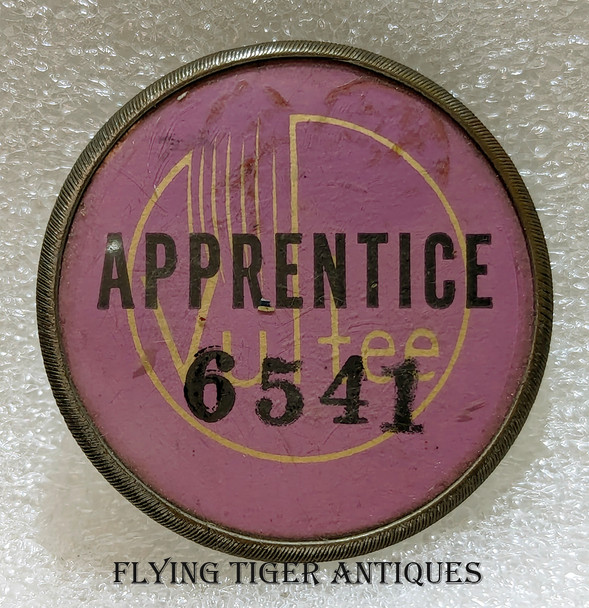 APPRENTICE
Vultee
6541
FLYING TIGER ANTIQUES